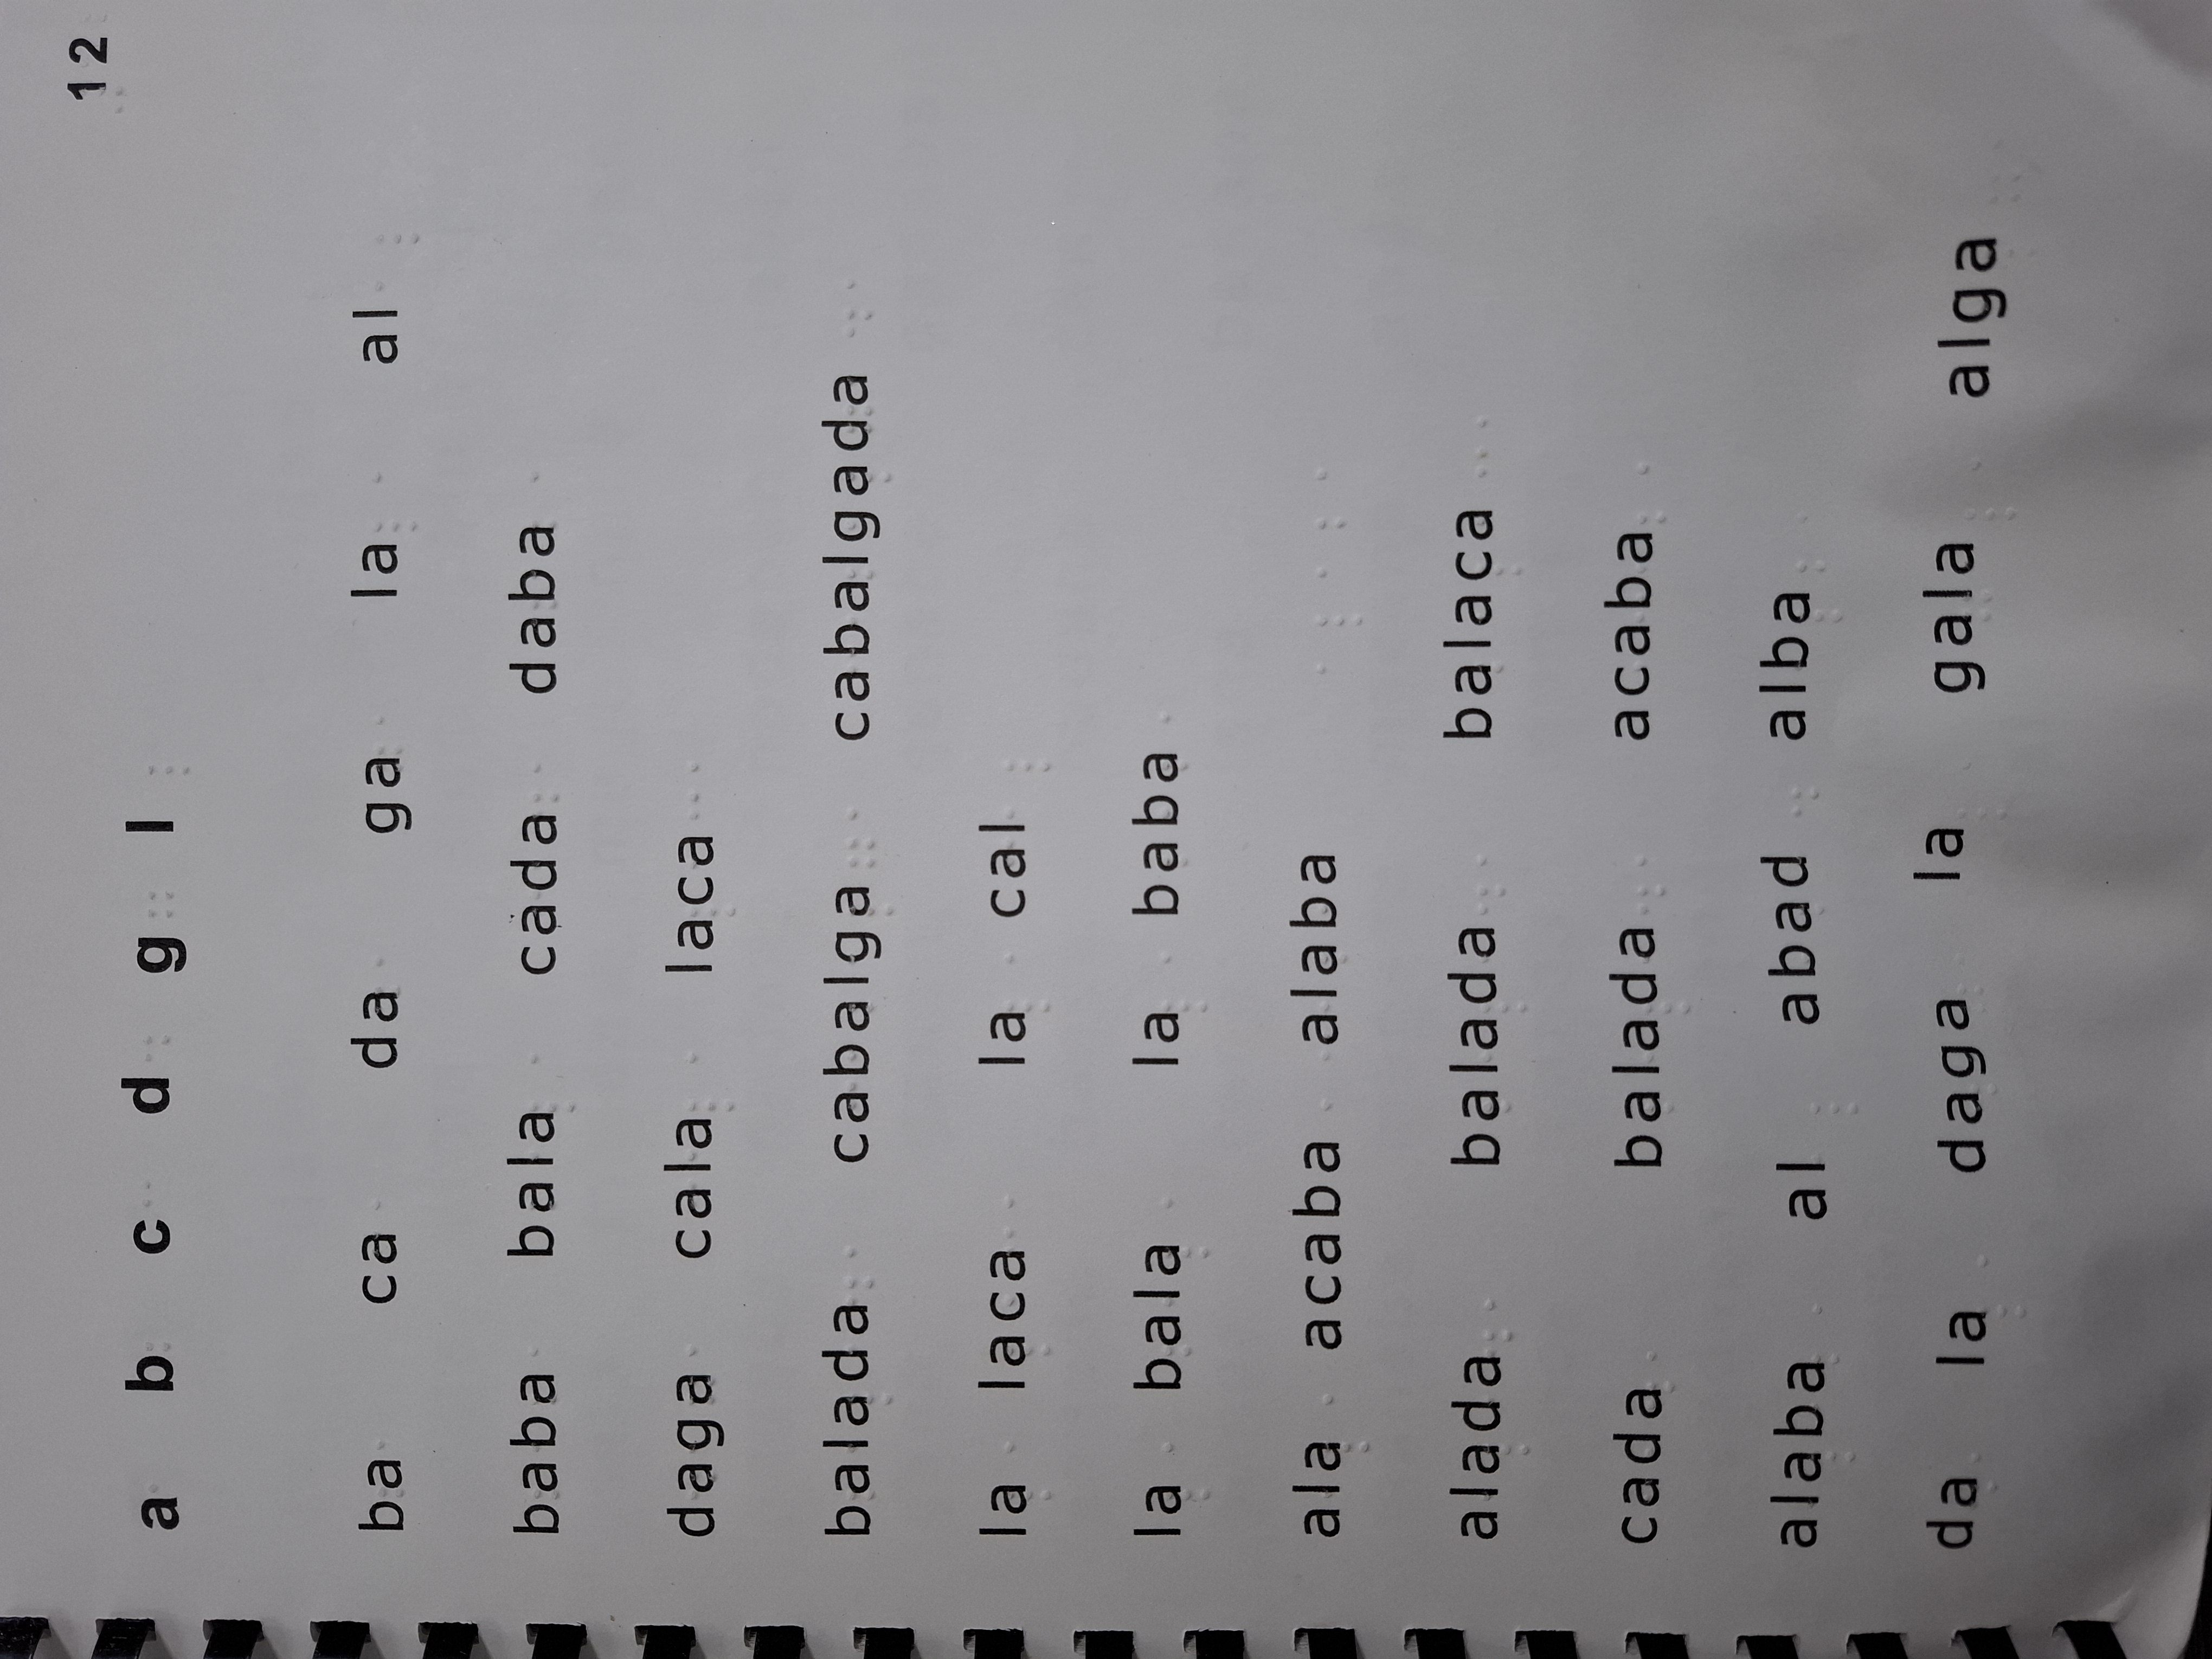 12
a b c d g l
ba ca da ga la al
baba bala cada daba
daga cala laca
balada cabalga cabalgada
la laca la cal
la bala la baba
ala acaba alaba
alada balada balaca
cada balada acaba
alaba al abad alba
da la daga la gala alga